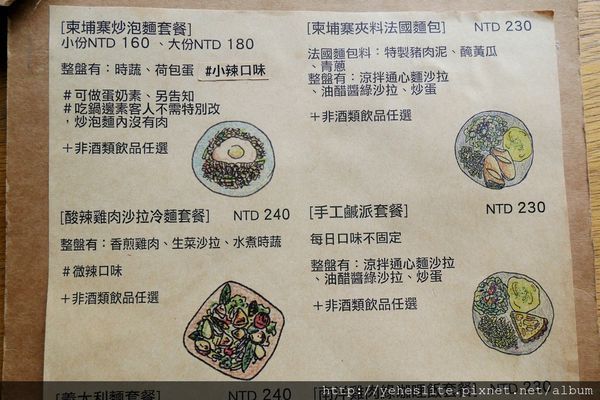 [柬埔寨炒泡麵套餐]
小份NTD 160 、大份NTD 180
整盤有：時蔬、荷包蛋 #小辣口味
＃可做蛋奶素、另告知
＃吃鍋邊素客人不需特別改
，炒泡麵內沒有肉
＋非酒類飲品任選
[柬埔寨夾料法國麵包] NTD 230
法國麵包料：特製豬肉泥、醃黃瓜
、青蔥
整盤有：涼拌通心麵沙拉
、油醋醬綠沙拉、炒蛋
＋非酒類飲品任選
[酸辣雞肉沙拉冷麵套餐] NTD 240
整盤有：香煎雞肉、生菜沙拉、水煮時蔬
＃微辣口味
＋非酒類飲品任選
[手工鹹派套餐] NTD 230
每日口味不固定
整盤有：涼拌通心麵沙拉
、油醋醬綠沙拉、炒蛋
＋非酒類飲品任選
[義大利麵套餐] 240
230
http://yeheslite.pixnet.net/album